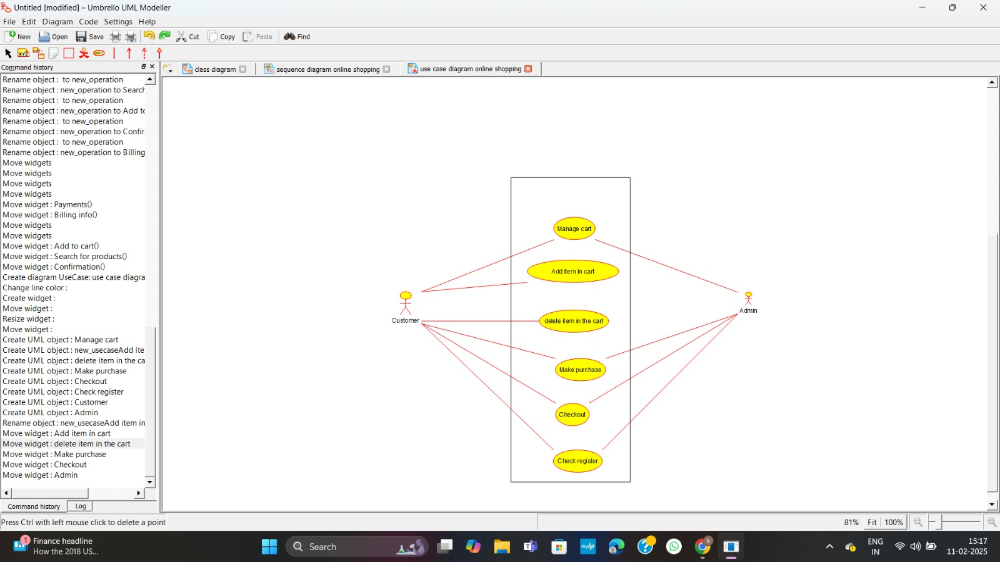 Untitled [modified] – Umbrello UML Modeller
File Edit Diagram Code Settings Help
New Open Save Cut Copy Paste Find
XYZ ABC
Command history
class diagram sequence diagram online shopping use case diagram online shopping
Rename object : to new_operation
Rename object : new_operation to Search
Rename object : to new_operation
Rename object : new_operation to Add to
Rename object : to new_operation
Rename object : new_operation to Confir
Rename object : to new_operation
Rename object : new_operation to Billing
Move widgets
Move widgets
Move widgets
Move widgets
Move widget : Payments()
Move widget : Billing info()
Move widgets
Move widgets
Move widget : Add to cart()
Move widget : Search for products()
Move widget : Confirmation()
Create diagram UseCase: use case diagra
Change line color :
Create widget :
Move widget :
Resize widget :
Move widget :
Create UML object : Manage cart
Create UML object : new_usecaseAdd ite
Create UML object : delete item in the ca
Create UML object : Make purchase
Create UML object : Checkout
Create UML object : Check register
Create UML object : Customer
Create UML object : Admin
Rename object : new_usecaseAdd item in
Move widget : Add item in cart
Move widget : delete item in the cart
Move widget : Make purchase
Move widget : Checkout
Move widget : Admin
Command history Log
Manage cart
Add item in cart
Customer
Admin
delete item in the cart
Make purchase
Checkout
Check register
Press Ctrl with left mouse click to delete a point
81% Fit 100%
1
Finance headline
How the 2018 US...
Search
myhp
b
ENG
IN
15:17
11-02-2025